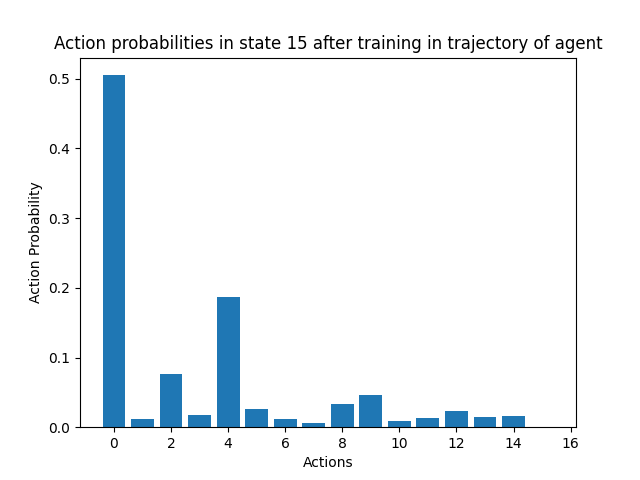 Action probabilities in state 15 after training in trajectory of agent
0.5
0.4
0.3
0.2
0.1
0.0
Action Probability
0 2 4 6 8 10 12 14 16
Actions